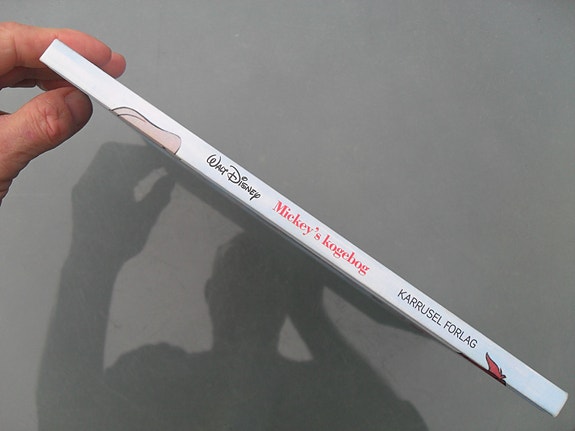 Walt Disney
Mickey's kogebog
KARRUSEL FORLAG